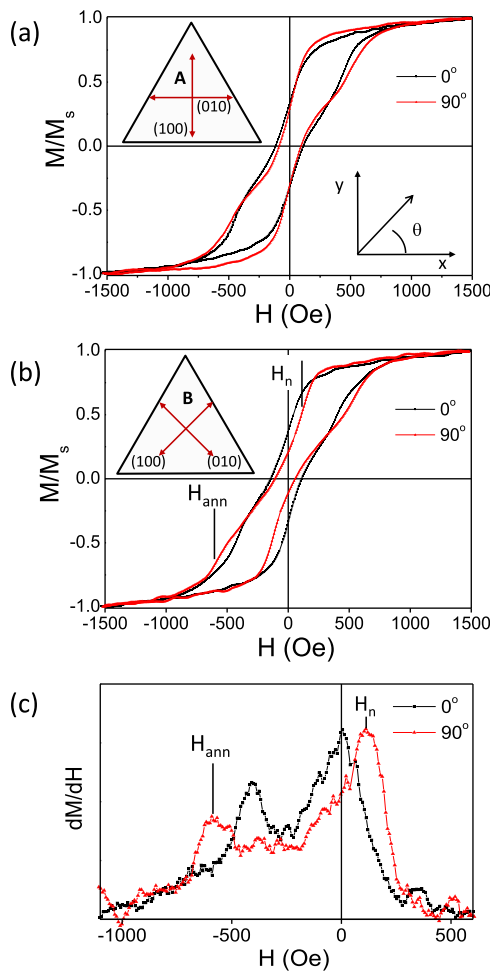 (a)
M/Ms
1.0
0.5
0.0
-0.5
-1.0
A
(010)
(100)
0°
90°
y
θ
x
-1500 -1000 -500 0 500 1000 1500
H (Oe)
(b)
M/Ms
1.0
0.5
0.0
-0.5
-1.0
B
(100) (010)
Hn
0°
90°
Hann
-1500 -1000 -500 0 500 1000 1500
H (Oe)
(c)
dM/dH
Hann
Hn
0°
90°
-1000 -500 0 500
H (Oe)